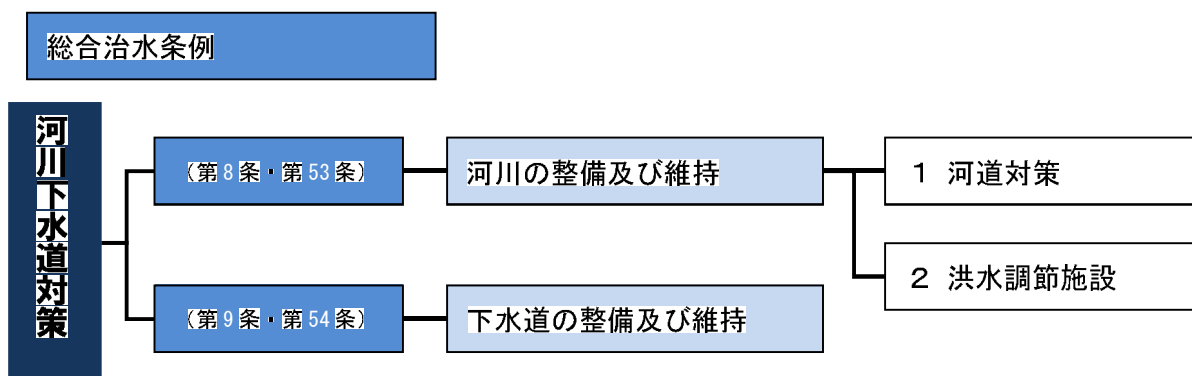 総合治水条例
河川下水道対策
（第8条・第53条）
河川の整備及び維持
１ 河道対策
２ 洪水調節施設
（第9条・第54条）
下水道の整備及び維持